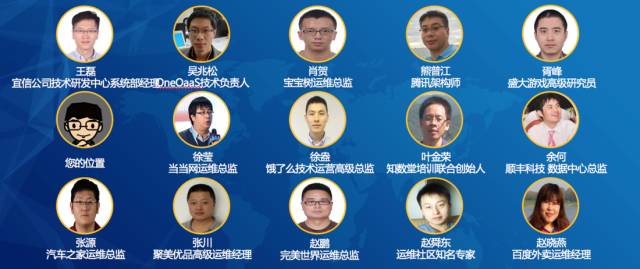 王磊 吴兆松 肖贺 熊普江 胥峰
宜信公司技术研发中心系统部经理 OneOaaS技术负责人 宝宝树运维总监 腾讯架构师 盛大游戏高级研究员
徐莹 徐盎 叶金荣 余何
您的位置 当当网运维总监 饿了么技术运营高级总监 知数堂培训联合创始人 顺丰科技 数据中心总监
张源 张川 赵鹏 赵舜东 赵晓燕
汽车之家运维总监 聚美优品高级运维经理 完美世界运维总监 运维社区知名专家 百度外卖运维经理